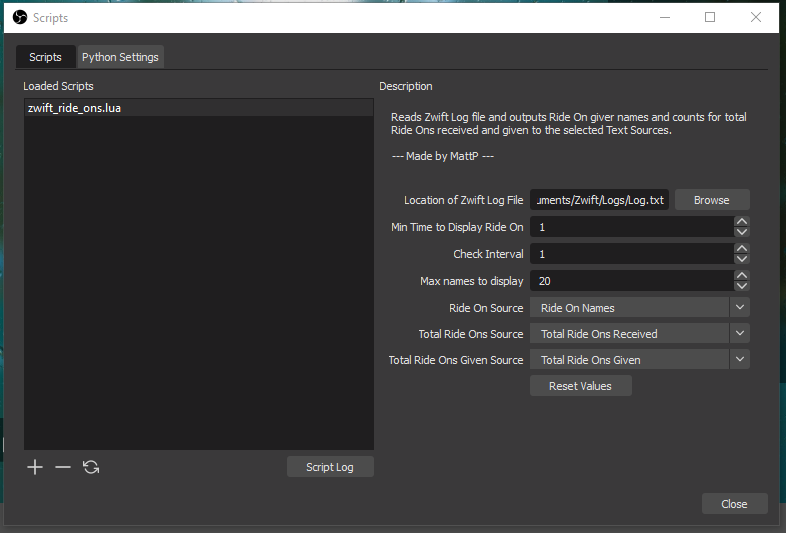 Scripts
Scripts
Python Settings
Loaded Scripts
zwift_ride_ons.lua
Script Log
Description
Reads Zwift Log file and outputs Ride On giver names and counts for total
Ride Ons received and given to the selected Text Sources.
--- Made by MattP ---
Location of Zwift Log File uments/Zwift/Logs/Log.txt Browse
Min Time to Display Ride On 1
Check Interval 1
Max names to display 20
Ride On Source Ride On Names
Total Ride Ons Source Total Ride Ons Received
Total Ride Ons Given Source Total Ride Ons Given
Reset Values
Close